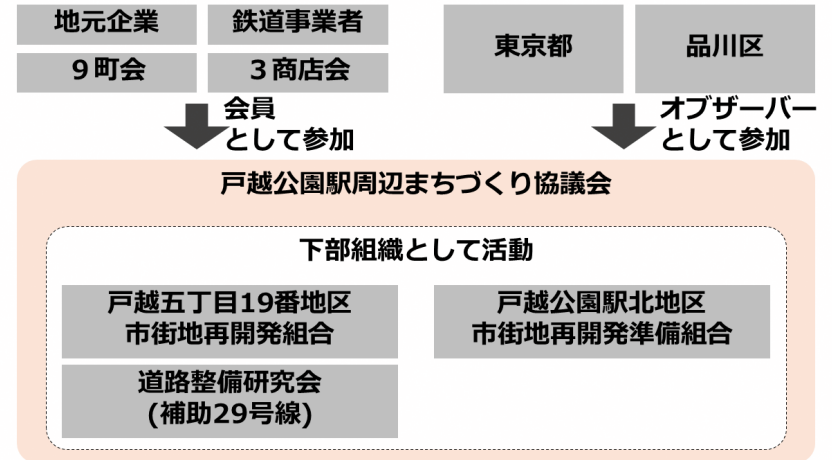 地元企業
鉄道事業者
９町会
３商店会
東京都
品川区
会員
として参加
オブザーバー
として参加
戸越公園駅周辺まちづくり協議会
下部組織として活動
戸越五丁目19番地区
市街地再開発組合
戸越公園駅北地区
市街地再開発準備組合
道路整備研究会
(補助29号線)